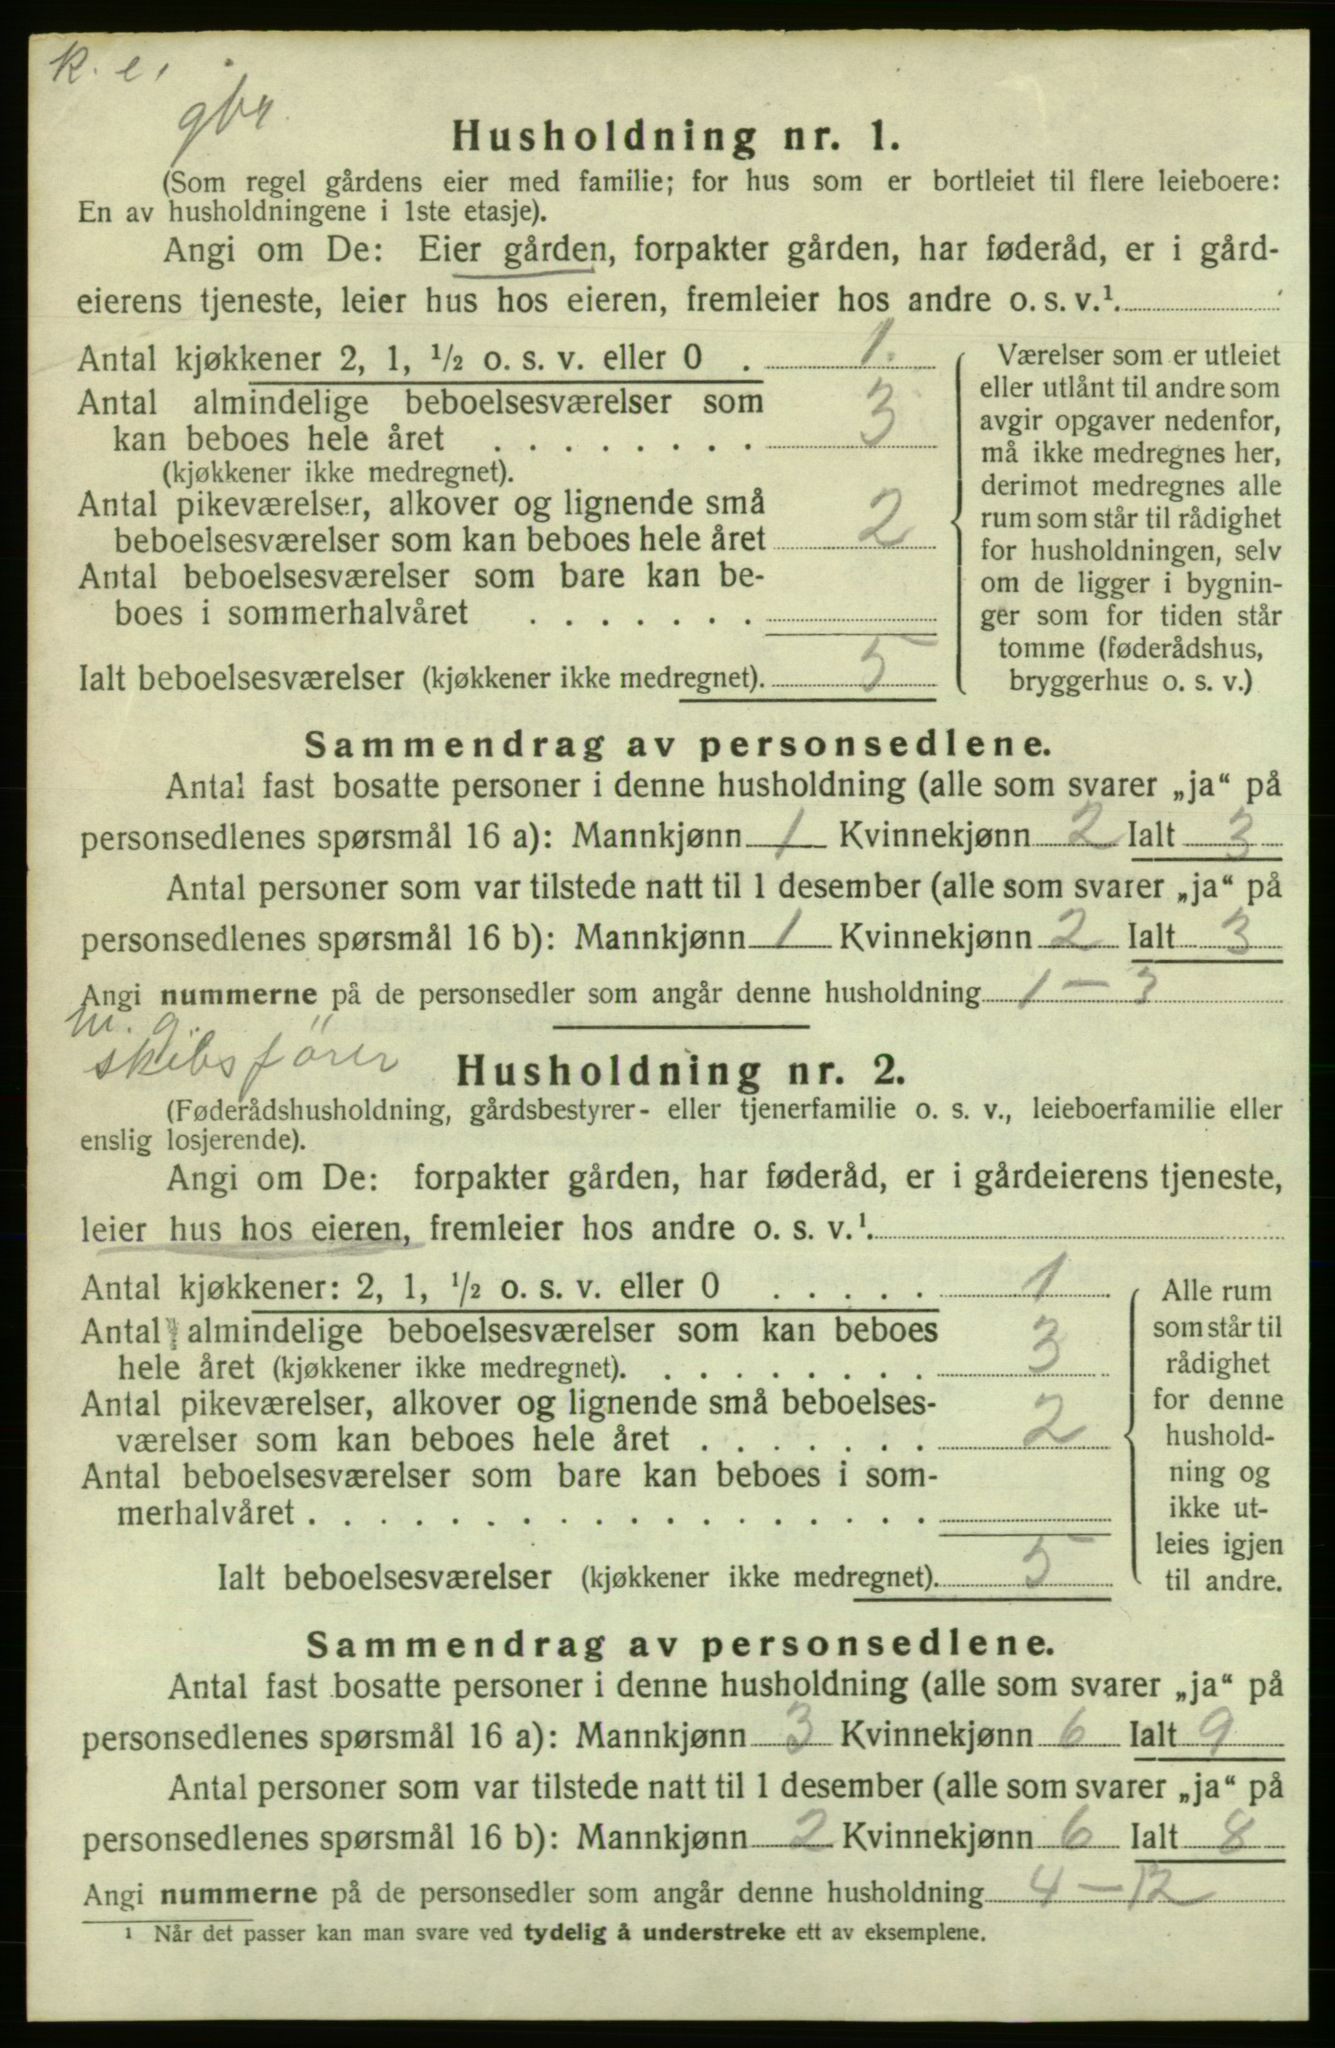 k. e.
gbr.
Husholdning nr. 1.
(Som regel gårdens eier med familie; for hus som er bortleiet til flere leieboere:
En av husholdningene i 1ste etasje).
Angi om De: Eier gården, forpakter gården, har føderåd, er i gård-
eierens tjeneste, leier hus hos eieren, fremleier hos andre o. s. v.¹.
Antal kjøkkener 2, 1, ½ o. s. v. eller 0 . 1.
Antal almindelige beboelsesværelser som
kan beboes hele året . . . . . . . . 3
(kjøkkener ikke medregnet).
Antal pikeværelser, alkover og lignende små
beboelsesværelser som kan beboes hele året 2
Antal beboelsesværelser som bare kan be-
boes i sommerhalvåret . . . . . . .
Ialt beboelsesværelser (kjøkkener ikke medregnet). 5
Værelser som er utleiet
eller utlånt til andre som
avgir opgaver nedenfor,
må ikke medregnes her,
derimot medregnes alle
rum som står til rådighet
for husholdningen, selv
om de ligger i bygnin-
ger som for tiden står
tomme (føderådshus,
bryggerhus o. s. v.)
Sammendrag av personsedlene.
Antal fast bosatte personer i denne husholdning (alle som svarer „ja“ på
personsedlenes spørsmål 16 a): Mannkjønn 1 Kvinnekjønn 2 Ialt 3
Antal personer som var tilstede natt til 1 desember (alle som svarer „ja“ på
personsedlenes spørsmål 16 b): Mannkjønn 1 Kvinnekjønn 2 Ialt 3
Angi nummerne på de personsedler som angår denne husholdning 1 – 3
m. g.
skibsfører
Husholdning nr. 2.
(Føderådshusholdning, gårdsbestyrer- eller tjenerfamilie o. s. v., leieboerfamilie eller
enslig losjerende).
Angi om De: forpakter gården, har føderåd, er i gårdeierens tjeneste,
leier hus hos eieren, fremleier hos andre o. s. v.¹.
Antal kjøkkener: 2, 1, ½ o. s. v. eller 0 . . . . . 1
Antal almindelige beboelsesværelser som kan beboes
hele året (kjøkkener ikke medregnet). . . . . . . . . 3
Antal pikeværelser, alkover og lignende små beboelses-
værelser som kan beboes hele året . . . . . . . 2
Antal beboelsesværelser som bare kan beboes i som-
merhalvåret . . . . . . . . . . . . . . . . . .
Ialt beboelsesværelser (kjøkkener ikke medregnet). 5
Alle rum
som står til
rådighet
for denne
hushold-
ning og
ikke ut-
leies igjen
til andre.
Sammendrag av personsedlene.
Antal fast bosatte personer i denne husholdning (alle som svarer „ja“ på
personsedlenes spørsmål 16 a): Mannkjønn 3 Kvinnekjønn 6 Ialt 9
Antal personer som var tilstede natt til 1 desember (alle som svarer „ja“ på
personsedlenes spørsmål 16 b): Mannkjønn 2 Kvinnekjønn 6 Ialt 8
Angi nummerne på de personsedler som angår denne husholdning 4 – 12
¹ Når det passer kan man svare ved tydelig å understreke ett av eksemplene.